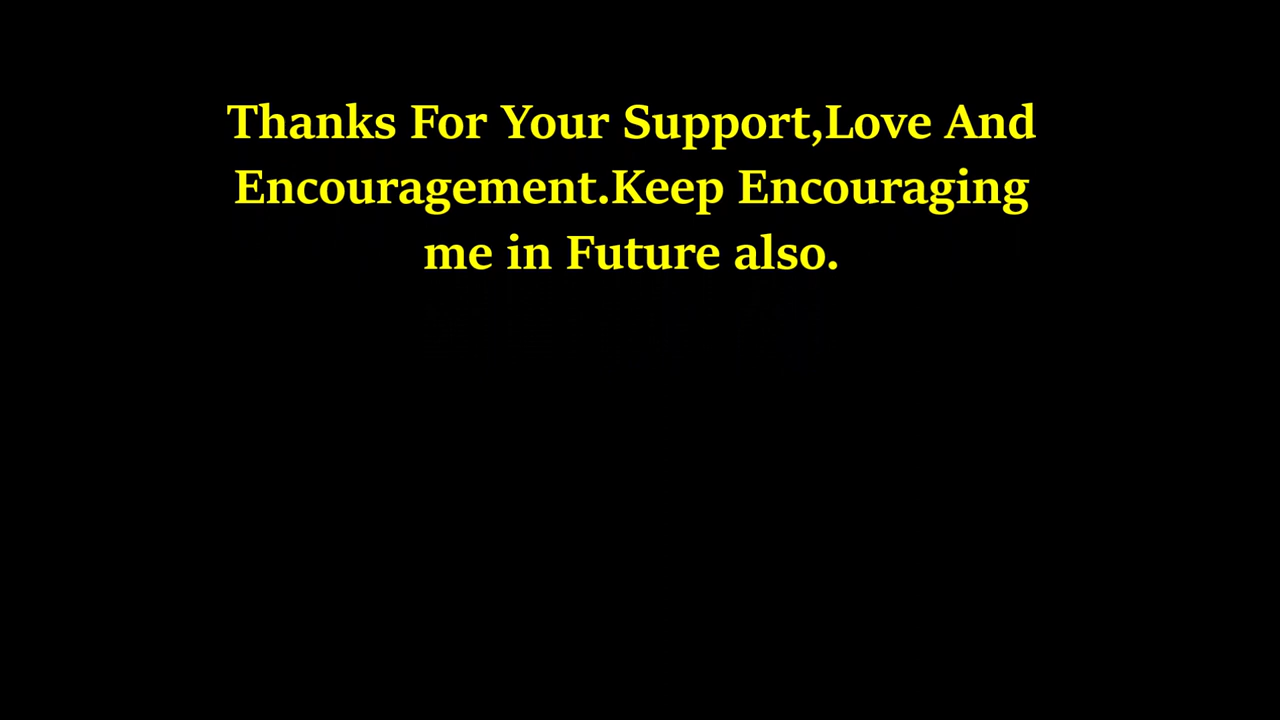 Thanks For Your Support,Love And
Encouragement.Keep Encouraging
me in Future also.